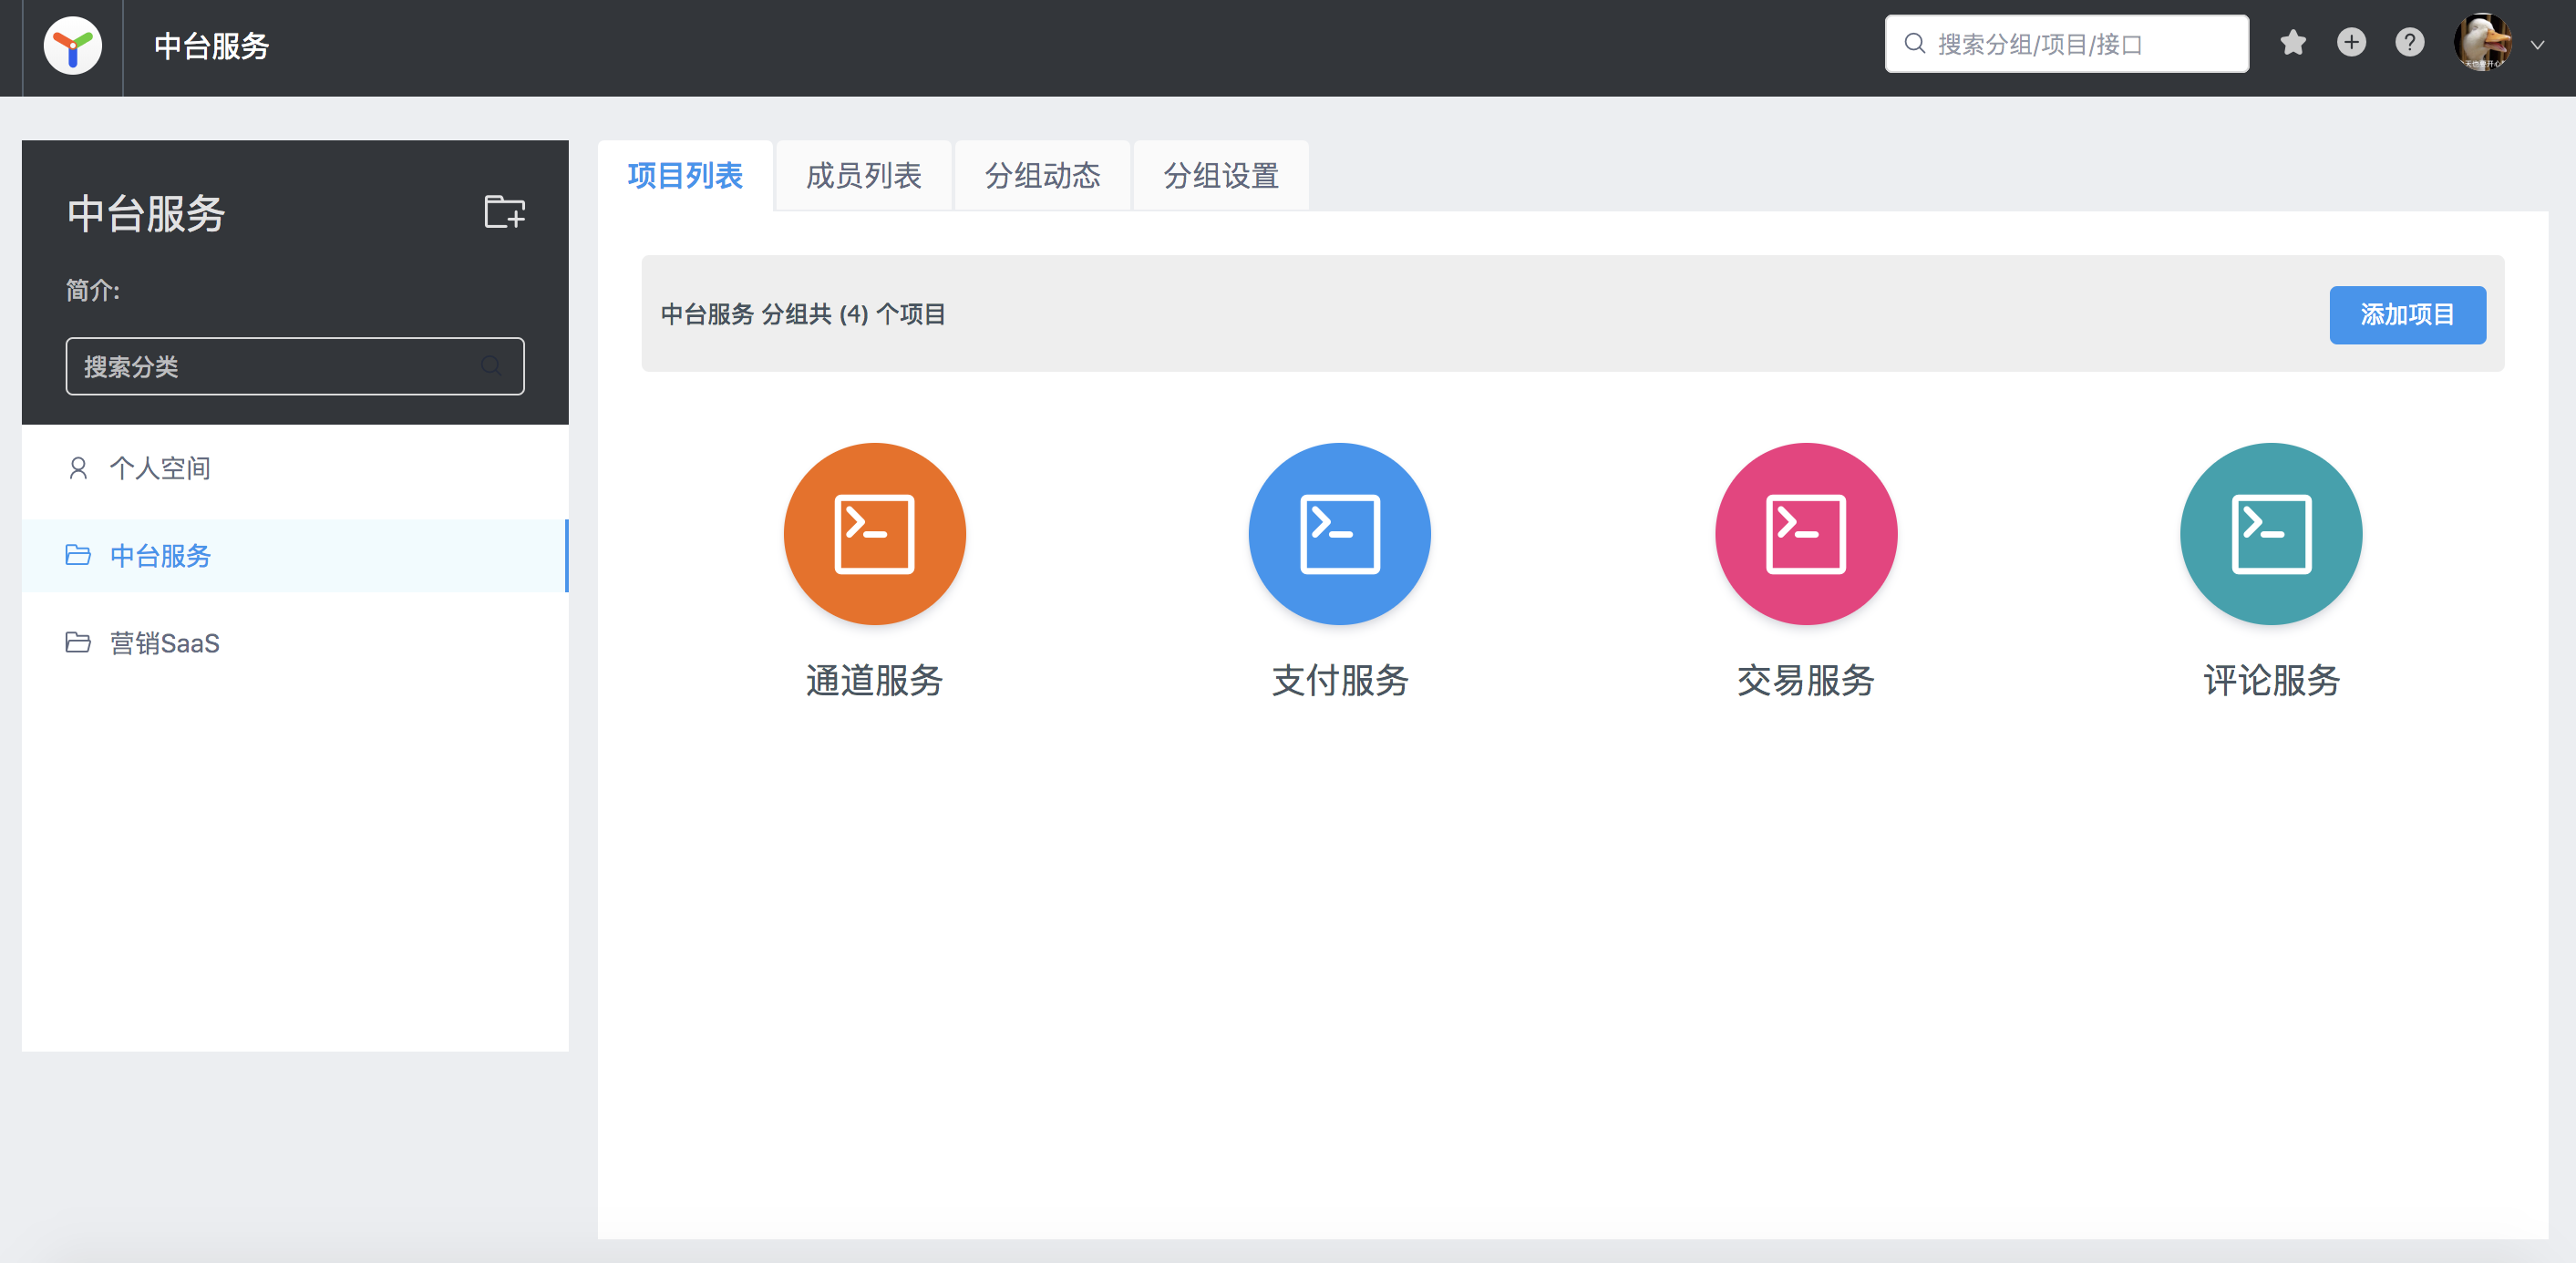 中台服务
搜索分组/项目/接口
中台服务
简介:
搜索分类
个人空间
中台服务
营销SaaS
项目列表
成员列表
分组动态
分组设置
中台服务 分组共 (4) 个项目
添加项目
通道服务
支付服务
交易服务
评论服务